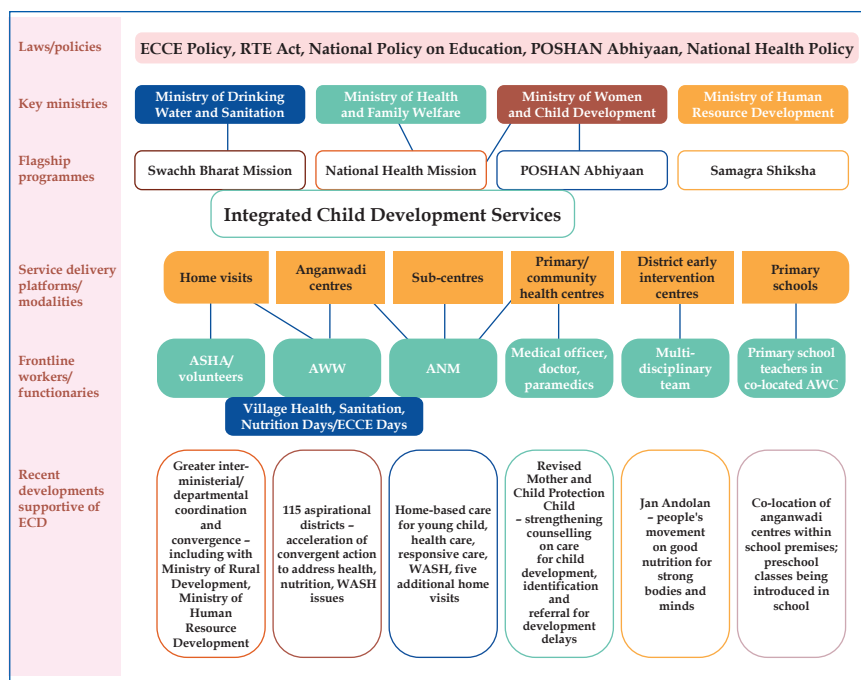 Laws/policies
ECCE Policy, RTE Act, National Policy on Education, POSHAN Abhiyaan, National Health Policy
Key ministries
Ministry of Drinking
Water and Sanitation
Ministry of Health
and Family Welfare
Ministry of Women
and Child Development
Ministry of Human
Resource Development
Flagship
programmes
Swachh Bharat Mission
National Health Mission
POSHAN Abhiyaan
Samagra Shiksha
Integrated Child Development Services
Service delivery
platforms/
modalities
Home visits
Anganwadi
centres
Sub-centres
Primary/
community
health centres
District early
intervention
centres
Primary
schools
Frontline
workers/
functionaries
ASHA/
volunteers
AWW
ANM
Medical officer,
doctor,
paramedics
Multi-
disciplinary
team
Primary school
teachers in
co-located AWC
Village Health, Sanitation,
Nutrition Days/ECCE Days
Recent
developments
supportive of
ECD
Greater inter-
ministerial/
departmental
coordination
and
convergence –
including with
Ministry of Rural
Development,
Ministry of
Human
Resource
Development
115 aspirational
districts –
acceleration of
convergent action
to address health,
nutrition, WASH
issues
Home-based care
for young child,
health care,
responsive care,
WASH, five
additional home
visits
Revised
Mother and
Child Protection
Child
– strengthening
counselling
on care
for child
development,
identification
and
referral for
development
delays
Jan Andolan
– people's
movement
on good
nutrition for
strong
bodies and
minds
Co-location of
anganwadi
centres within
school premises;
preschool
classes being
introduced in
school